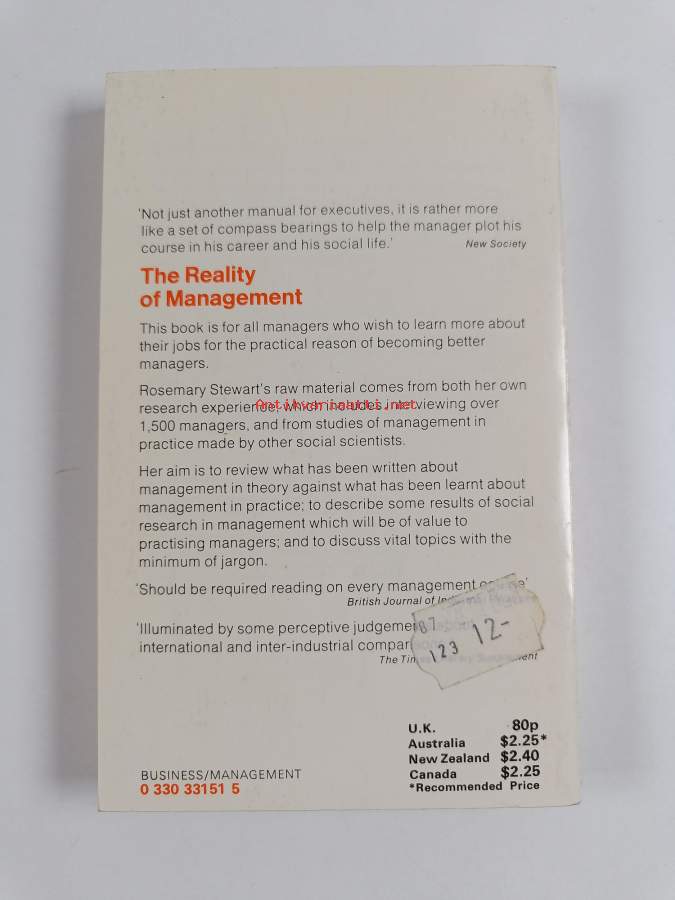 'Not just another manual for executives, it is rather more
like a set of compass bearings to help the manager plot his
course in his career and his social life.' New Society
The Reality
of Management
This book is for all managers who wish to learn more about
their jobs for the practical reason of becoming better
managers.
Rosemary Stewart's raw material comes from both her own
research experience, which includes interviewing over
Antikvariaatti.net
1,500 managers, and from studies of management in
practice made by other social scientists.
Her aim is to review what has been written about
management in theory against what has been learnt about
management in practice; to describe some results of social
research in management which will be of value to
practising managers; and to discuss vital topics with the
minimum of jargon.
'Should be required reading on every management
British Journal of
'Illuminated by some perceptive
international and inter-industrial
The
87
123 12-
U.K. 80p
Australia $2.25*
New Zealand $2.40
Canada $2.25
*Recommended Price
BUSINESS/MANAGEMENT
0 330 33151 5